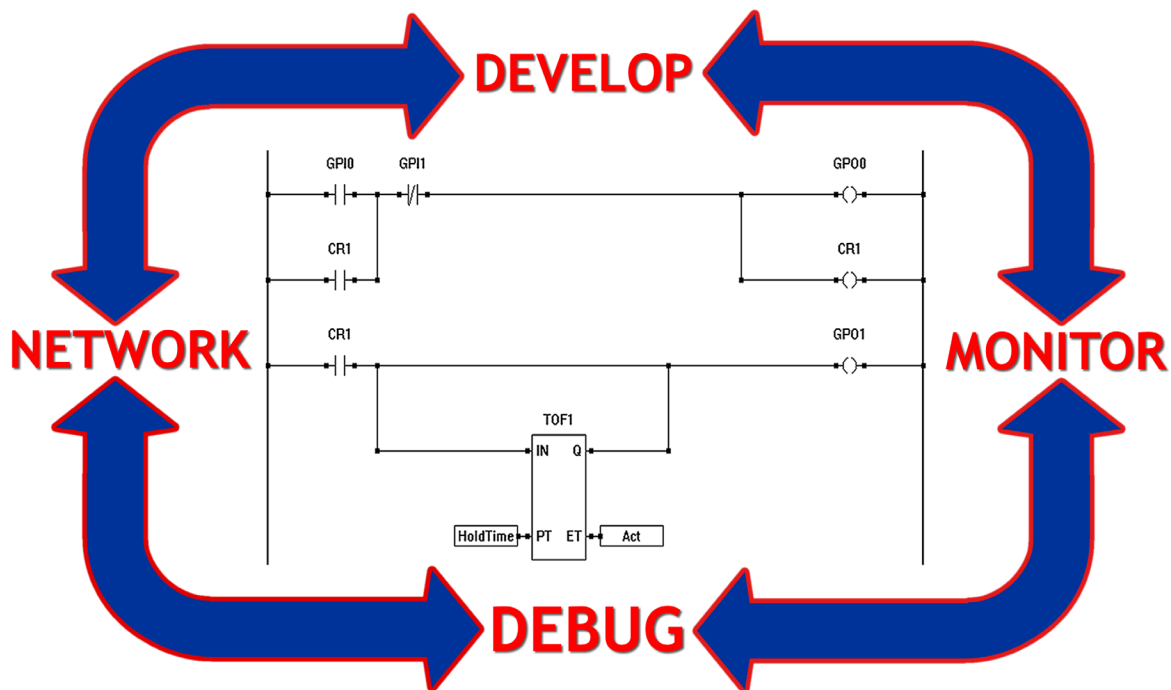 DEVELOP
GPI0 GPI1 GPO0
CR1 CR1
NETWORK MONITOR
CR1 GPO1
TOF1
IN Q
HoldTime PT ET Act
DEBUG